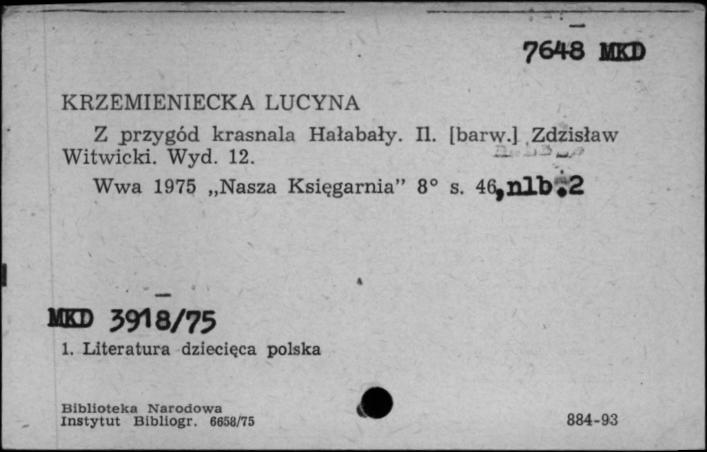 7648 MKD
KRZEMIENIECKA LUCYNA
Z przygód krasnala Hałabały. Il. [barw.] Zdzisław
Witwicki. Wyd. 12.
Wwa 1975 „Nasza Księgarnia” 8° s. 46, nlb.2
MKD 3918/75
1. Literatura dziecięca polska
Biblioteka Narodowa
Instytut Bibliogr. 6658/75
884-93